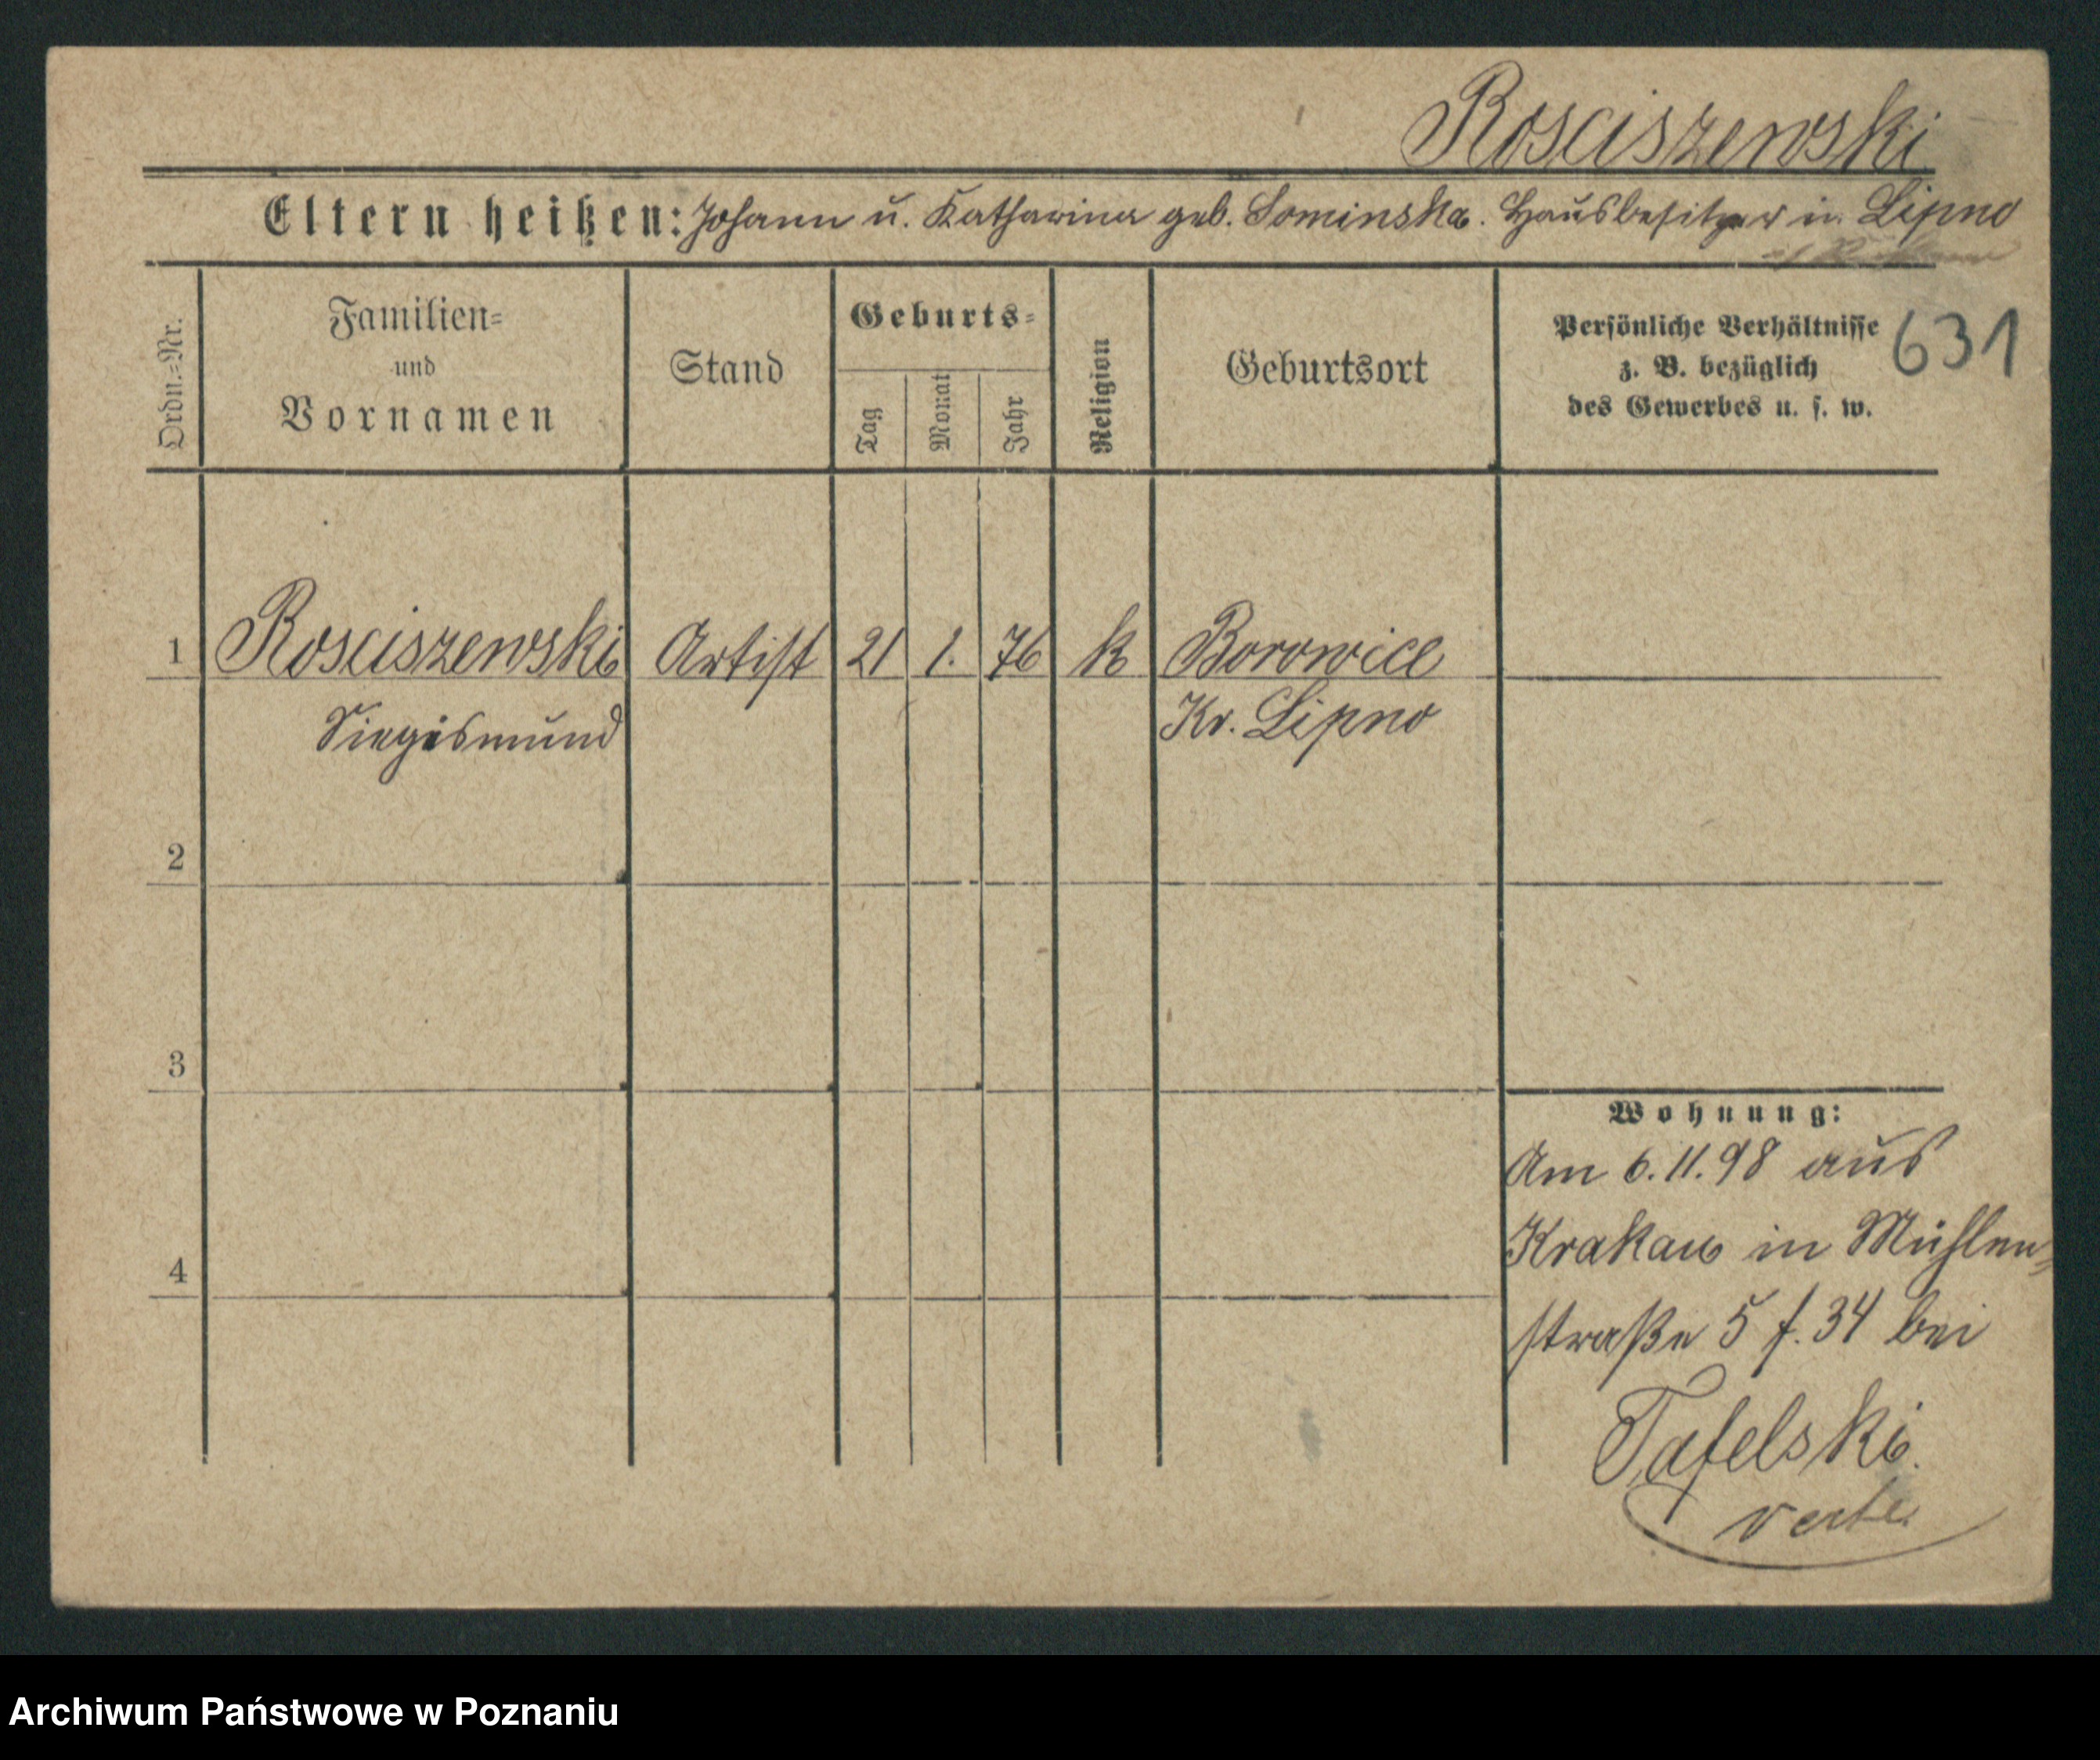 Rosciszewski
Eltern heißen: Johann u. Katharina geb. Sominska. Hausbesitzer in Lipno
Ordn.=Nr.
Familien=
und
Vornamen
Stand
Geburts=
Tag
Monat
Jahr
Religion
Geburtsort
Persönliche Verhältnisse
z. B. bezüglich
des Gewerbes u. s. w.
631
1 Rosciszewski Artist 21 1. 76 k Borowice
Siegismund Kr. Lipno
2
3
4
Wohnung:
Am 6.11.98 aus
Krakau in Mühlen=
straße 5 f. 34 bei
Tafelski.
verte
Archiwum Państwowe w Poznaniu